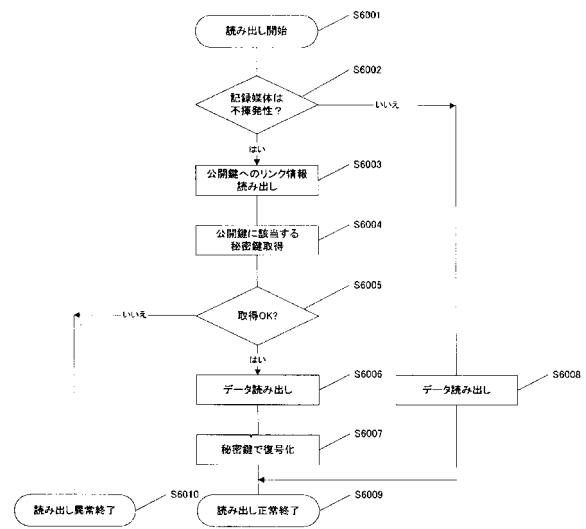 読み出し開始
S6001
S6002
記録媒体は
不揮発性？
いいえ
はい
S6003
公開鍵へのリンク情報
読み出し
S6004
公開鍵に該当する
秘密鍵取得
S6005
取得OK?
いいえ
はい
S6006
データ読み出し
データ読み出し
S6008
S6007
秘密鍵で復号化
S6010
読み出し異常終了
S6009
読み出し正常終了